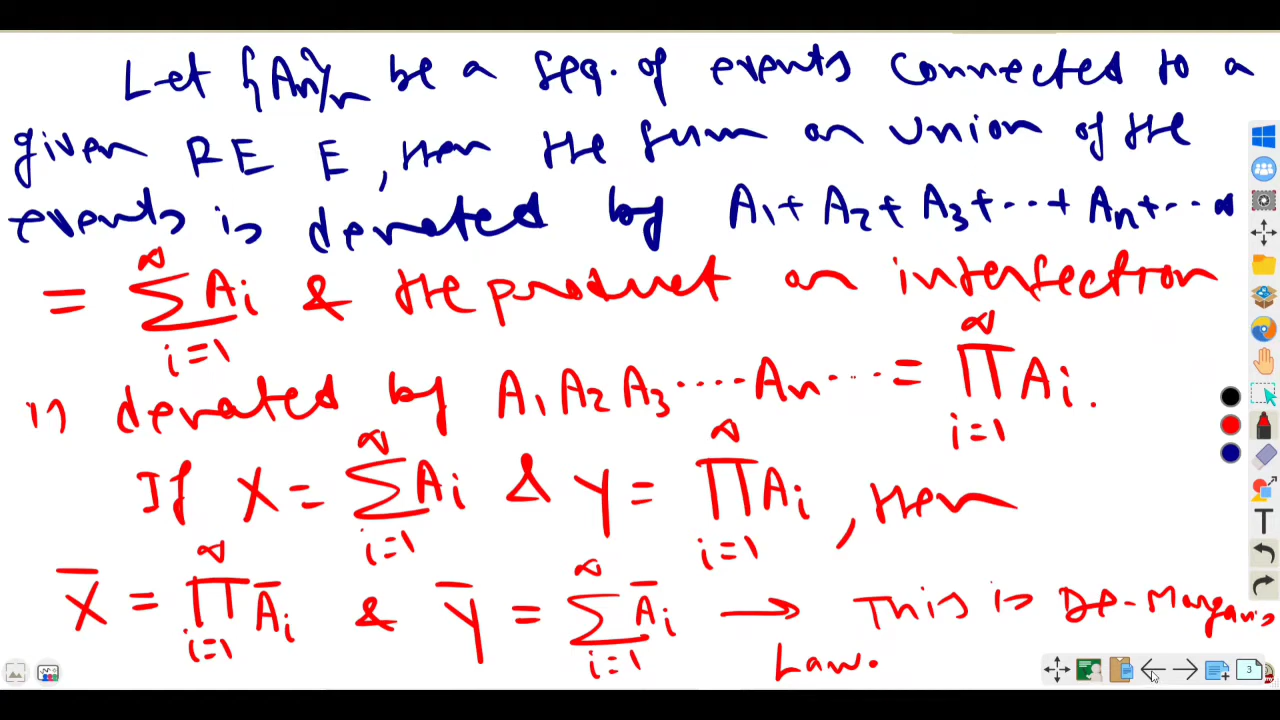 Let {An}n be a seq. of events connected to a
given RE E, then the sum or union of the
events is denoted by A₁+ A₂+ A₃+ ··· + An+ ··· ∞
= ∑_{i=1}^{∞} Ai & the product or intersection
is denoted by A₁A₂A₃ ···· An ···· = ∏_{i=1}^{∞} Ai.
If X = ∑_{i=1}^{∞} Ai & Y = ∏_{i=1}^{∞} Ai, then
X̅ = ∏_{i=1}^{∞} A̅i & Y̅ = ∑_{i=1}^{∞} A̅i → This is De-Morgan's
Law.
T
3